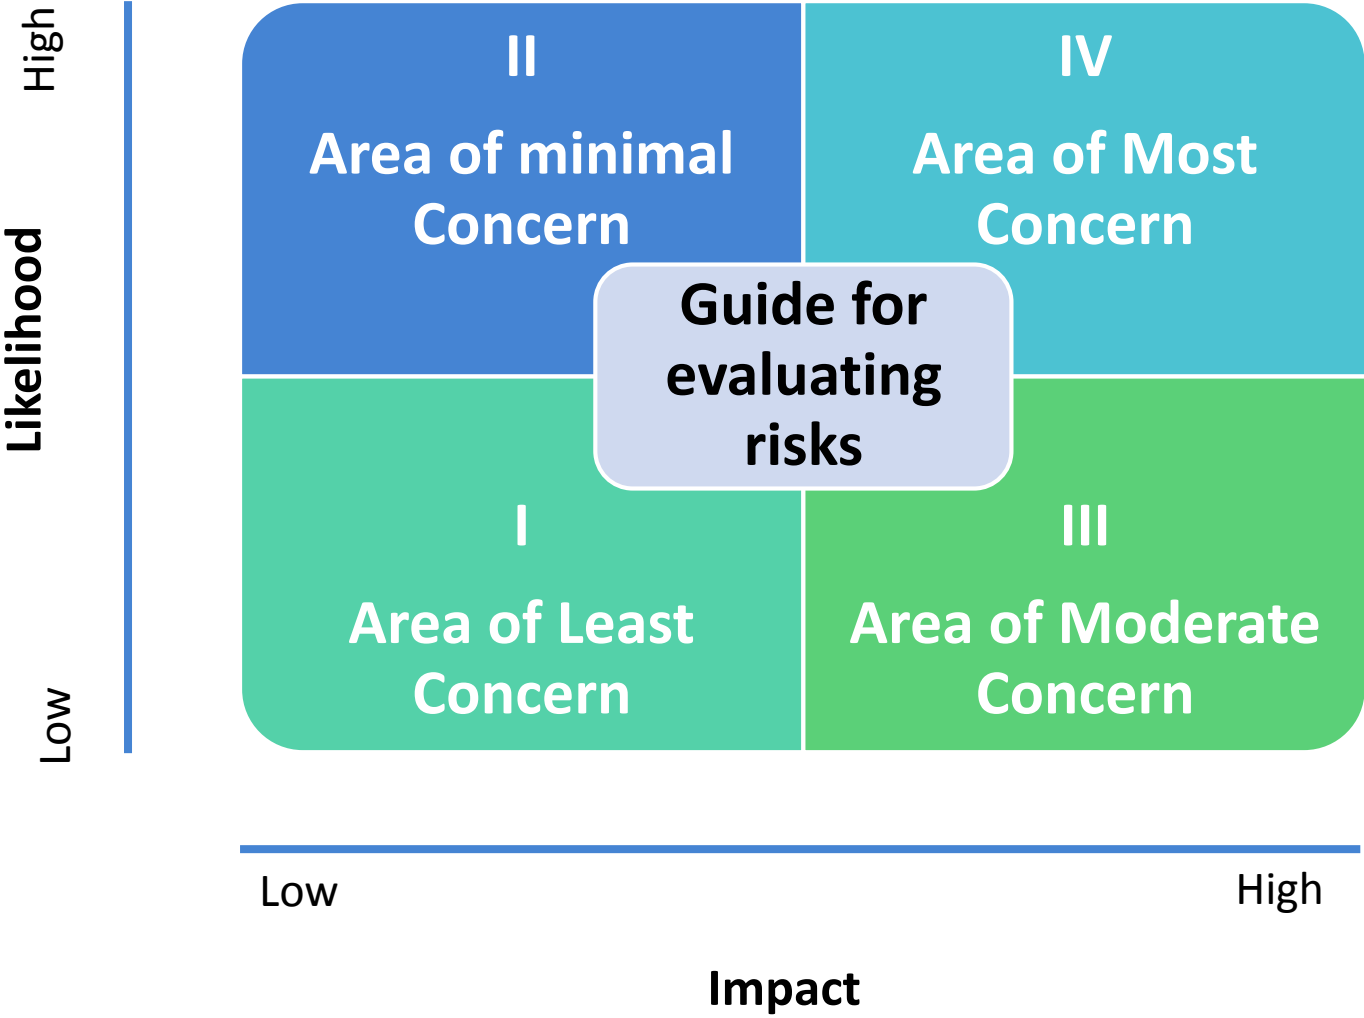 High
Likelihood
Low
II
Area of minimal
Concern
IV
Area of Most
Concern
Guide for
evaluating
risks
I
Area of Least
Concern
III
Area of Moderate
Concern
Low
High
Impact